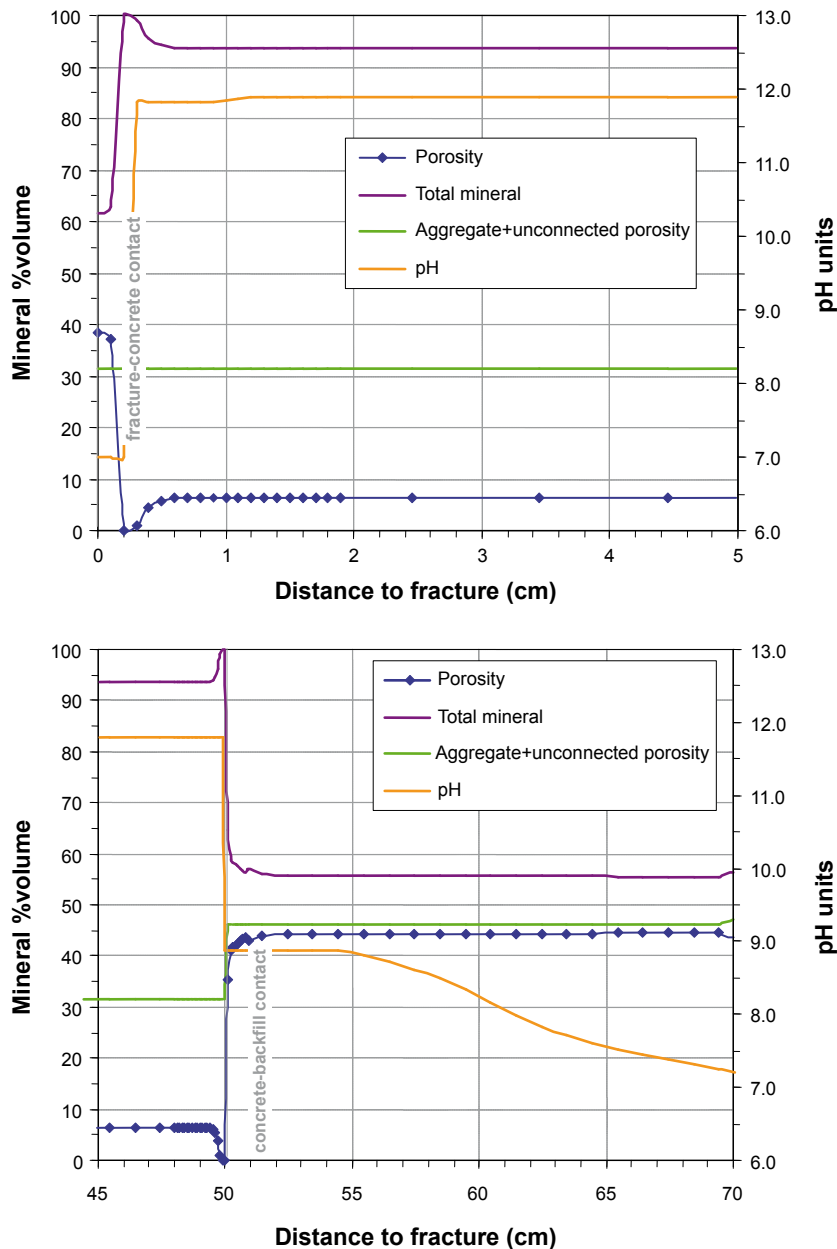 Mineral %volume
100
90
80
70
60
50
40
30
20
10
0
fracture-concrete contact
Porosity
Total mineral
Aggregate+unconnected porosity
pH
13.0
12.0
11.0
10.0
9.0
8.0
7.0
6.0
pH units
0 1 2 3 4 5
Distance to fracture (cm)
Mineral %volume
100
90
80
70
60
50
40
30
20
10
0
concrete-backfill contact
Porosity
Total mineral
Aggregate+unconnected porosity
pH
13.0
12.0
11.0
10.0
9.0
8.0
7.0
6.0
pH units
45 50 55 60 65 70
Distance to fracture (cm)